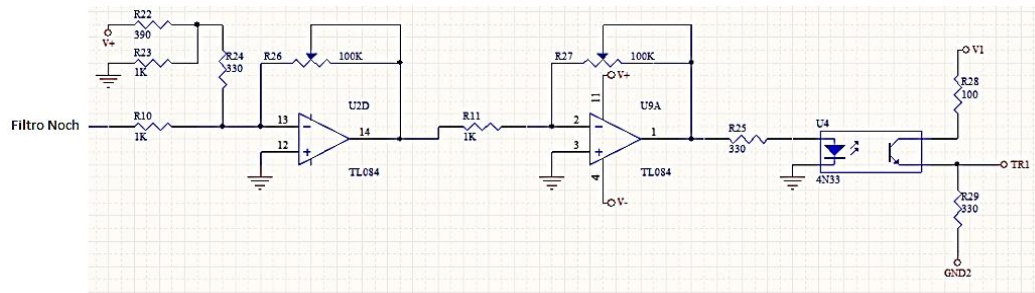 R22
390
V+
R23
1K
R24
330
R26
100K
U2D
Filtro Noch
R10
1K
13
12
14
TL084
R11
1K
R27
100K
V+
11
U9A
2
3
1
4
TL084
V-
R25
330
U4
4N33
V1
R28
100
TR1
R29
330
GND2